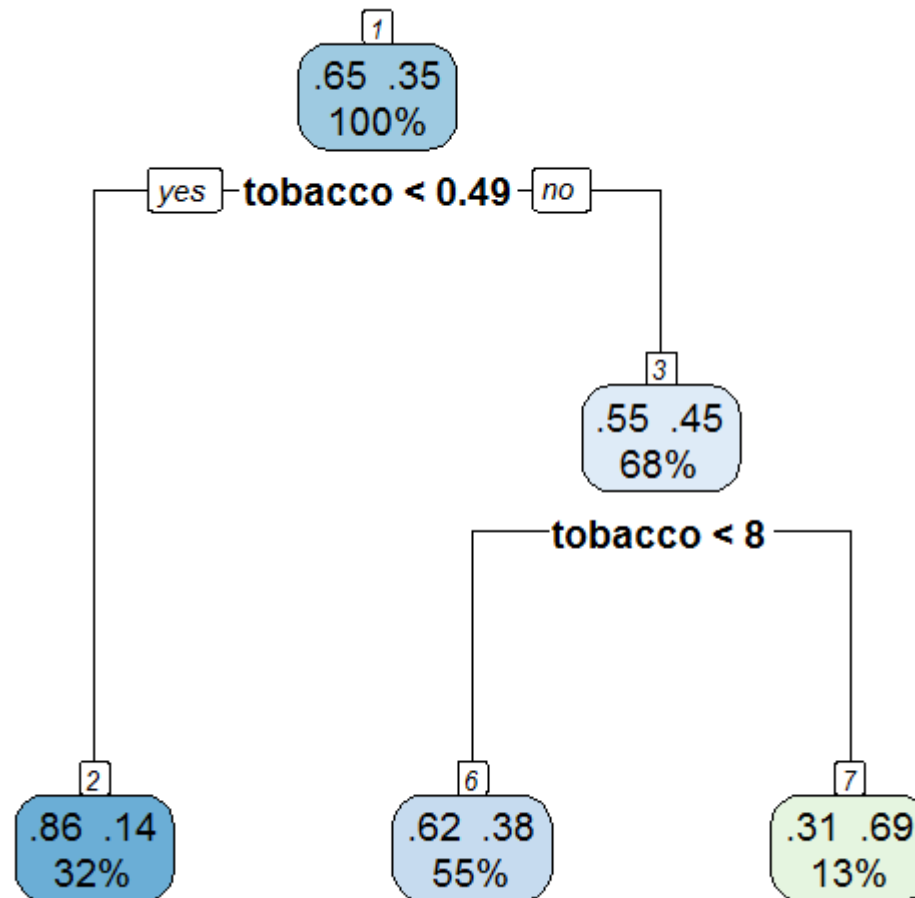 1
.65 .35
100%
yes tobacco < 0.49 no
3
.55 .45
68%
tobacco < 8
2 6 7
.86 .14 .62 .38 .31 .69
32% 55% 13%